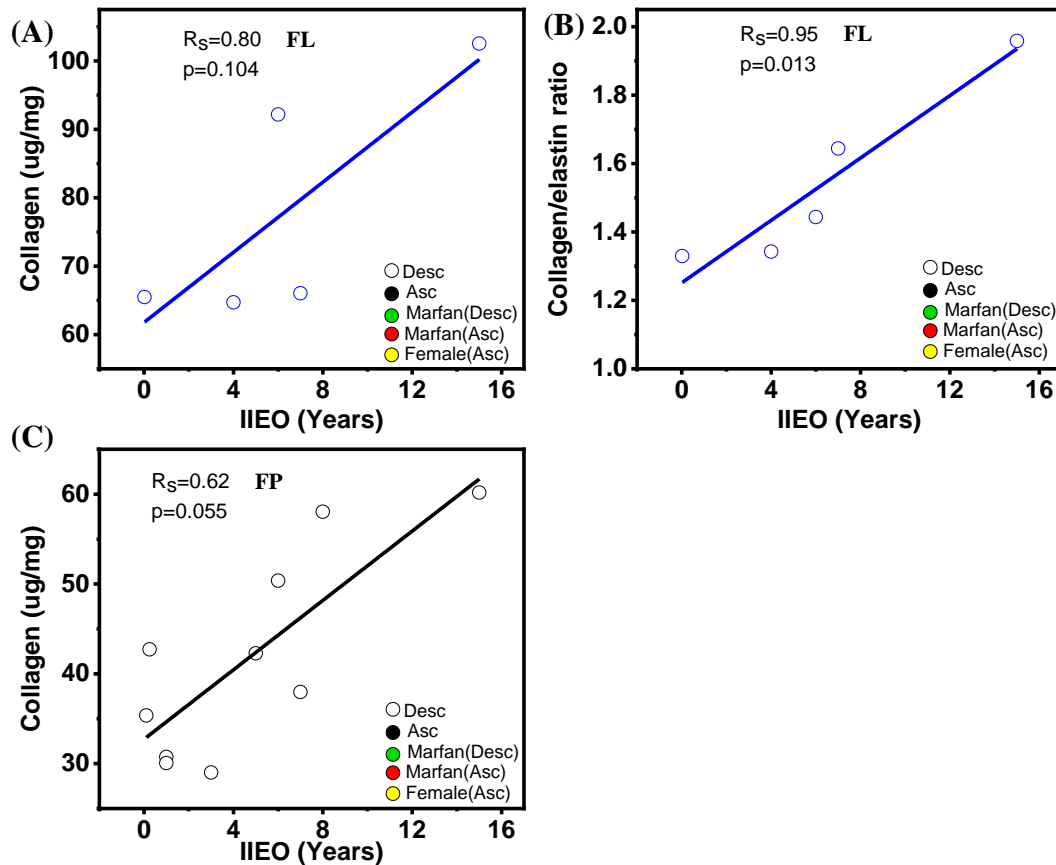 (A)
R_S=0.80 FL
p=0.104
Collagen (ug/mg)
100
90
80
70
60
Desc
Asc
Marfan(Desc)
Marfan(Asc)
Female(Asc)
0 4 8 12 16
IIEO (Years)
(B)
R_S=0.95 FL
p=0.013
Collagen/elastin ratio
2.0
1.8
1.6
1.4
1.2
1.0
Desc
Asc
Marfan(Desc)
Marfan(Asc)
Female(Asc)
0 4 8 12 16
IIEO (Years)
(C)
R_S=0.62 FP
p=0.055
Collagen (ug/mg)
60
50
40
30
Desc
Asc
Marfan(Desc)
Marfan(Asc)
Female(Asc)
0 4 8 12 16
IIEO (Years)